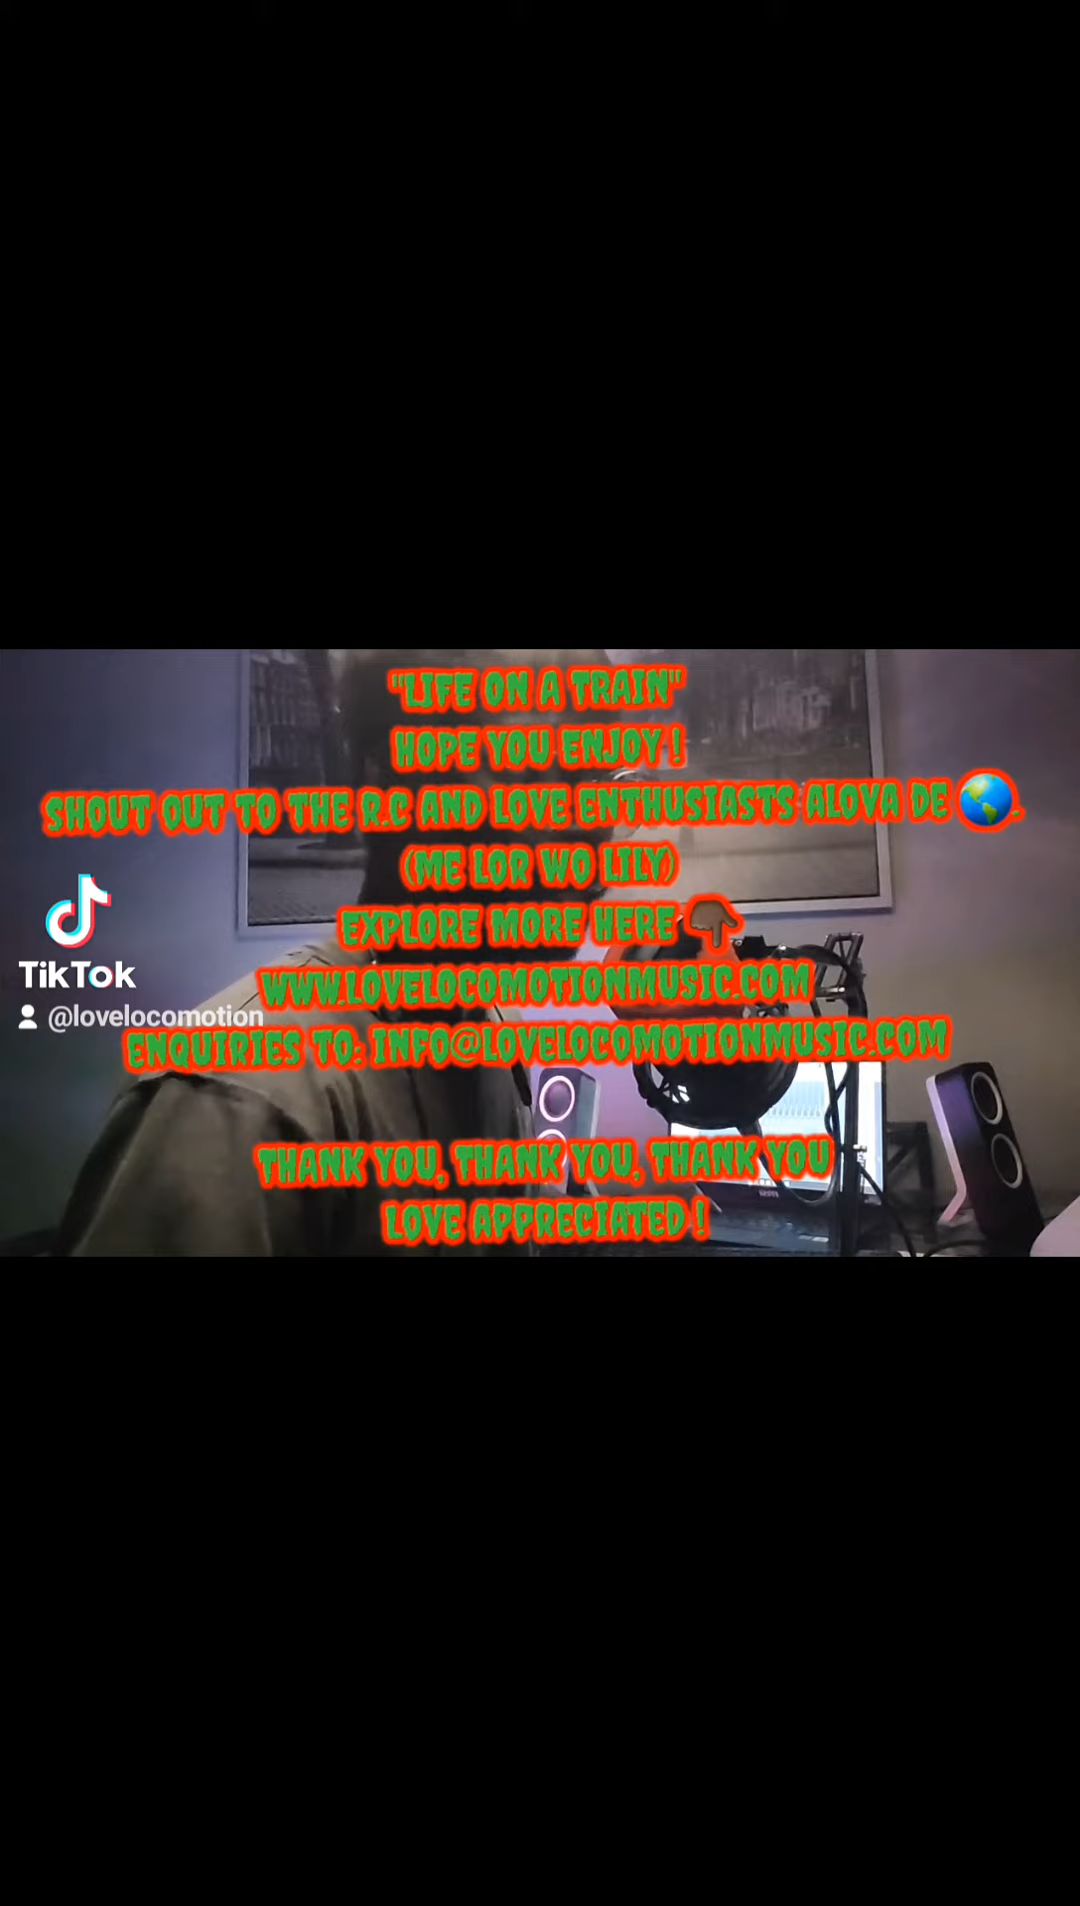 "LIFE ON A TRAIN"
HOPE YOU ENJOY !
SHOUT OUT TO THE R.C AND LOVE ENTHUSIASTS ALOVA DE 🌎.
(ME LOR WO LILY)
EXPLORE MORE HERE 👇🏾
WWW.LOVELOCOMOTIONMUSIC.COM
ENQUIRIES TO: INFO@LOVELOCOMOTIONMUSIC.COM
THANK YOU, THANK YOU, THANK YOU
LOVE APPRECIATED !
TikTok
@lovelocomotion